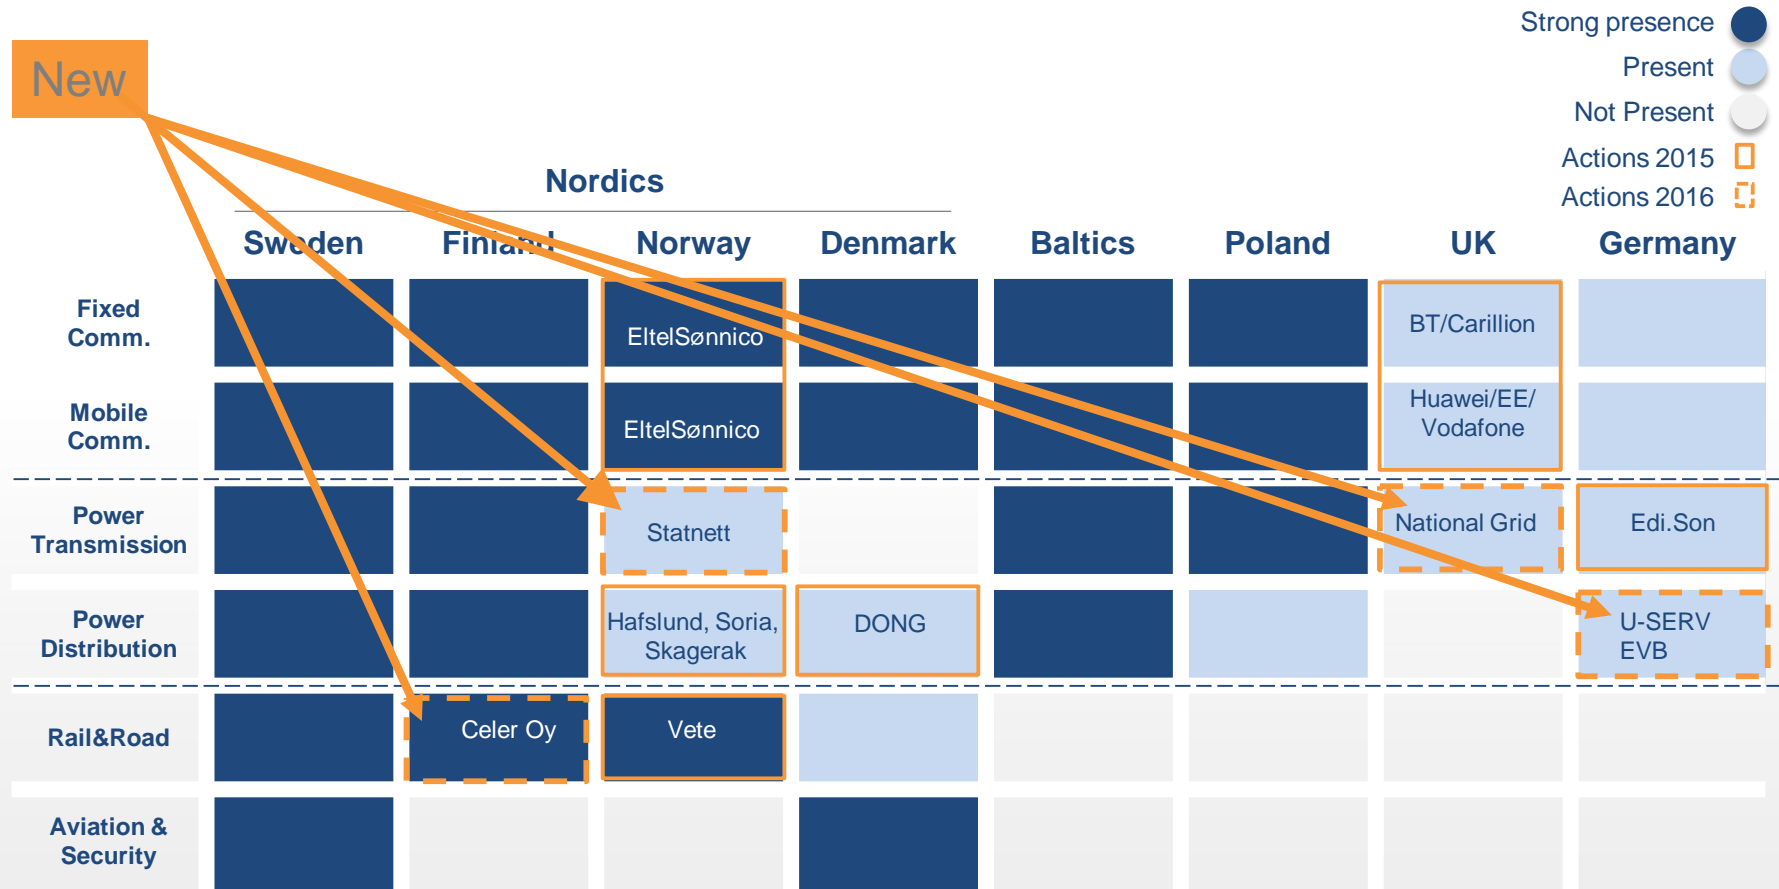 Strong presence
New
Present
Not Present
Actions 2015
Actions 2016
Nordics
Sweden Finland Norway Denmark Baltics Poland UK Germany
Fixed
Comm.
EltelSønnico
BT/Carillion
Mobile
Comm.
EltelSønnico
Huawei/EE/
Vodafone
Power
Transmission
Statnett
National Grid
Edi.Son
Power
Distribution
Hafslund, Soria,
Skagerak
DONG
U-SERV
EVB
Rail&Road
Celer Oy
Vete
Aviation &
Security